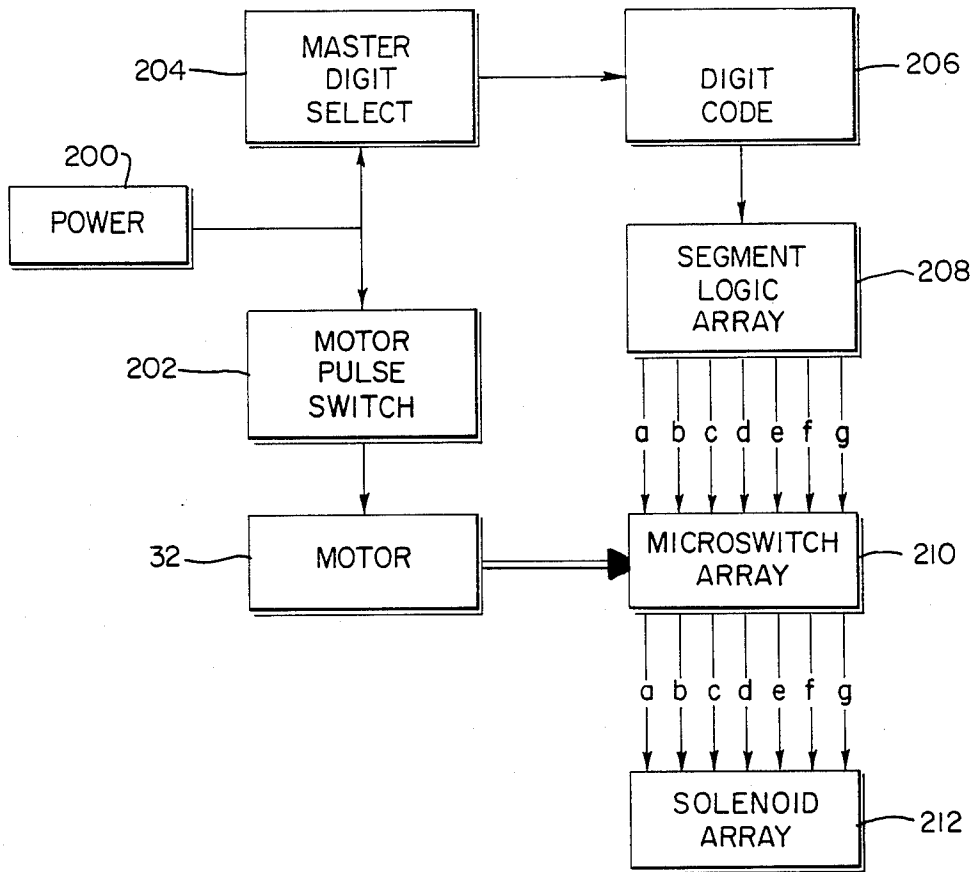 204
MASTER
DIGIT
SELECT
DIGIT
CODE
206
200
POWER
SEGMENT
LOGIC
ARRAY
208
202
MOTOR
PULSE
SWITCH
a b c d e f g
32
MOTOR
MICROSWITCH
ARRAY
210
a b c d e f g
SOLENOID
ARRAY
212